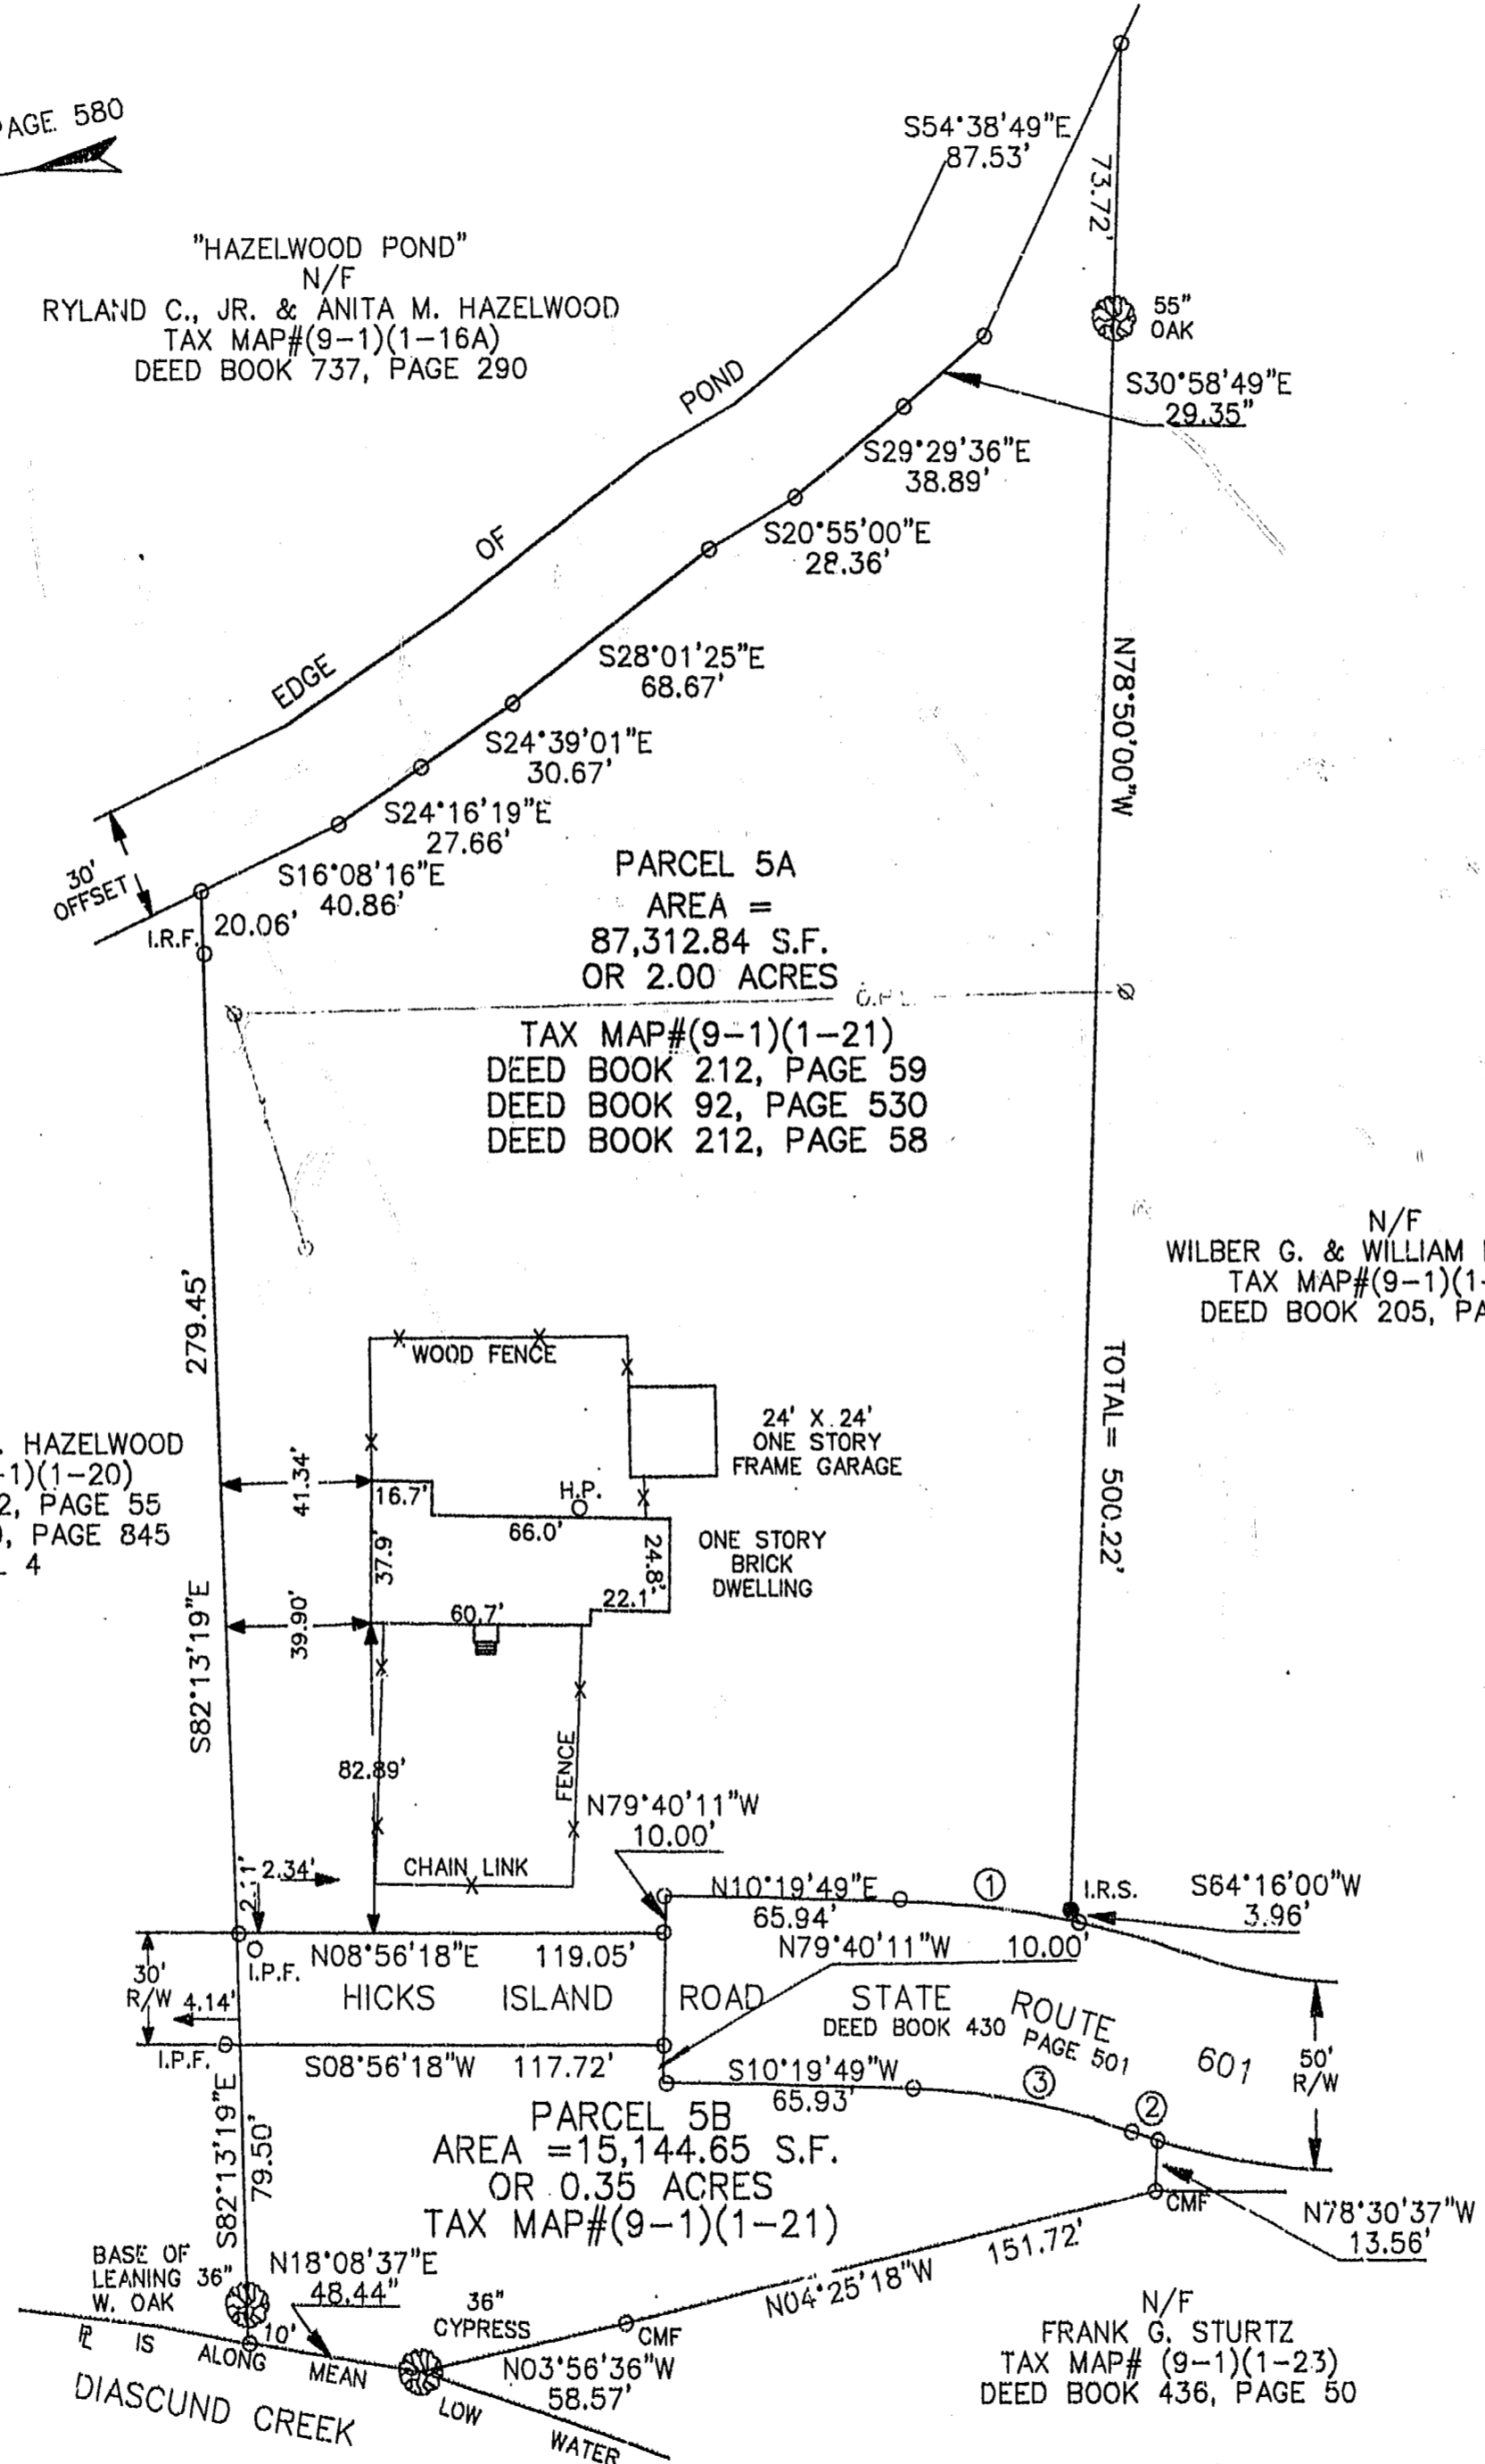 PAGE 580
S54°38'49"E
87.53'
73.72'
"HAZELWOOD POND"
N/F
RYLAND C., JR. & ANITA M. HAZELWOOD
TAX MAP#(9-1)(1-16A)
DEED BOOK 737, PAGE 290
55"
OAK
S30°58'49"E
29.35"
EDGE OF POND
S29°29'36"E
38.89'
S20°55'00"E
28.36'
S28°01'25"E
68.67'
S24°39'01"E
30.67'
S24°16'19"E
27.66'
S16°08'16"E
40.86'
30'
OFFSET
I.R.F.
20.06'
N78°50'00"W
PARCEL 5A
AREA =
87,312.84 S.F.
OR 2.00 ACRES
TAX MAP#(9-1)(1-21)
DEED BOOK 212, PAGE 59
DEED BOOK 92, PAGE 530
DEED BOOK 212, PAGE 58
N/F
WILBER G. & WILLIAM
TAX MAP#(9-1)(1-
DEED BOOK 205, PA
279.45'
TOTAL= 500.22'
WOOD FENCE
24' X 24'
ONE STORY
FRAME GARAGE
. HAZELWOOD
-1)(1-20)
2, PAGE 55
, PAGE 845
4
41.34'
16.7'
H.P.
66.0'
37.9'
24.8'
ONE STORY
BRICK
DWELLING
22.1'
60.7'
39.90'
S82°13'19"E
82.89'
FENCE
CHAIN LINK
N79°40'11"W
10.00'
2.11'
2.34'
N10°19'49"E
65.94'
1
I.R.S.
S64°16'00"W
3.96'
N79°40'11"W 10.00'
I.P.F.
N08°56'18"E 119.05'
30'
R/W
4.14'
HICKS ISLAND ROAD STATE ROUTE 601
DEED BOOK 430 PAGE 501
50'
R/W
I.P.F.
S08°56'18"W 117.72'
S10°19'49"W
65.93'
3
2
S82°13'19"E
79.50'
PARCEL 5B
AREA =15,144.65 S.F.
OR 0.35 ACRES
TAX MAP#(9-1)(1-21)
CMF
N78°30'37"W
13.56'
BASE OF
LEANING 36"
W. OAK
N18°08'37"E
48.44"
36"
CYPRESS
N04°25'18"W 151.72'
CMF
10'
N03°56'36"W
58.57'
IS ALONG MEAN LOW WATER
DIASCUND CREEK
N/F
FRANK G. STURTZ
TAX MAP# (9-1)(1-23)
DEED BOOK 436, PAGE 50